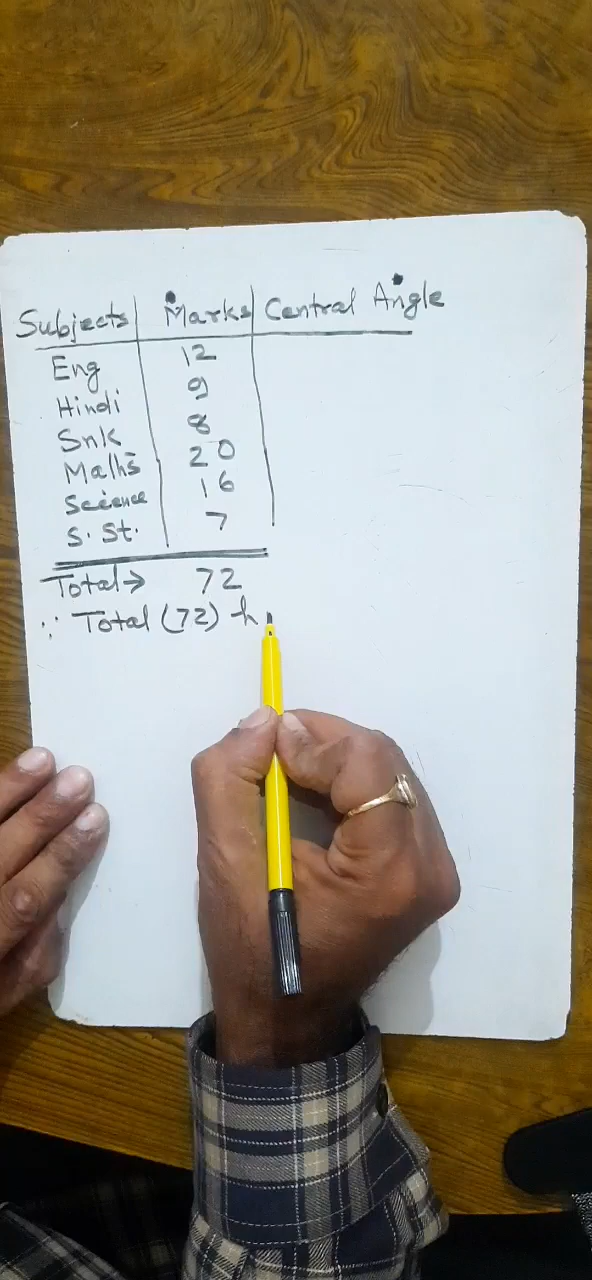 Subjects Marks Central Angle
Eng 12
Hindi 9
Snk 8
Maths 20
Science 16
S. St. 7
Total → 72
∵ Total (72) h